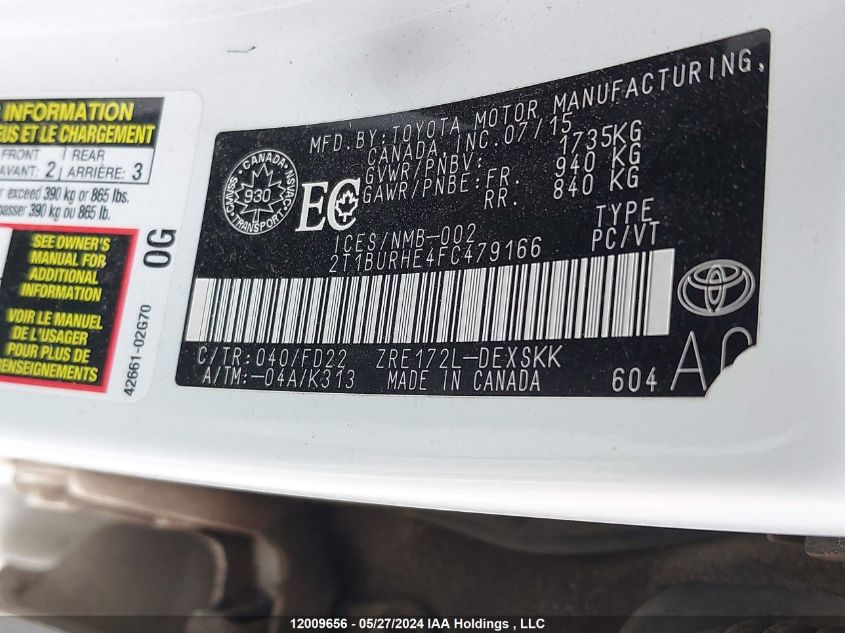 INFORMATION
EUS ET LE CHARGEMENT
FRONT
AVANT: 2
REAR
ARRIÈRE: 3
exceed 390 kg or 865 lbs.
passer 390 kg ou 865 lb.
SEE OWNER'S
MANUAL FOR
ADDITIONAL
INFORMATION
VOIR LE MANUEL
DE L'USAGER
POUR PLUS DE
RENSEIGNEMENTS
OG
42661-02G70
MFD.BY:TOYOTA MOTOR MANUFACTURING,
CANADA, INC.07/15
GVWR/PNBV: 1735KG
GAWR/PNBE:FR. 940 KG
RR. 840 KG
CANADA
CMVSS 930 NSVAC
TRANSPORT
EC
ICES/NMB-002
TYPE
2T1BURHE4FC479166
PC/VT
C/TR:040/FD22 ZRE172L-DEXSKK
A/TM:-04A/K313 MADE IN CANADA
604
12009656 - 05/27/2024 IAA Holdings , LLC